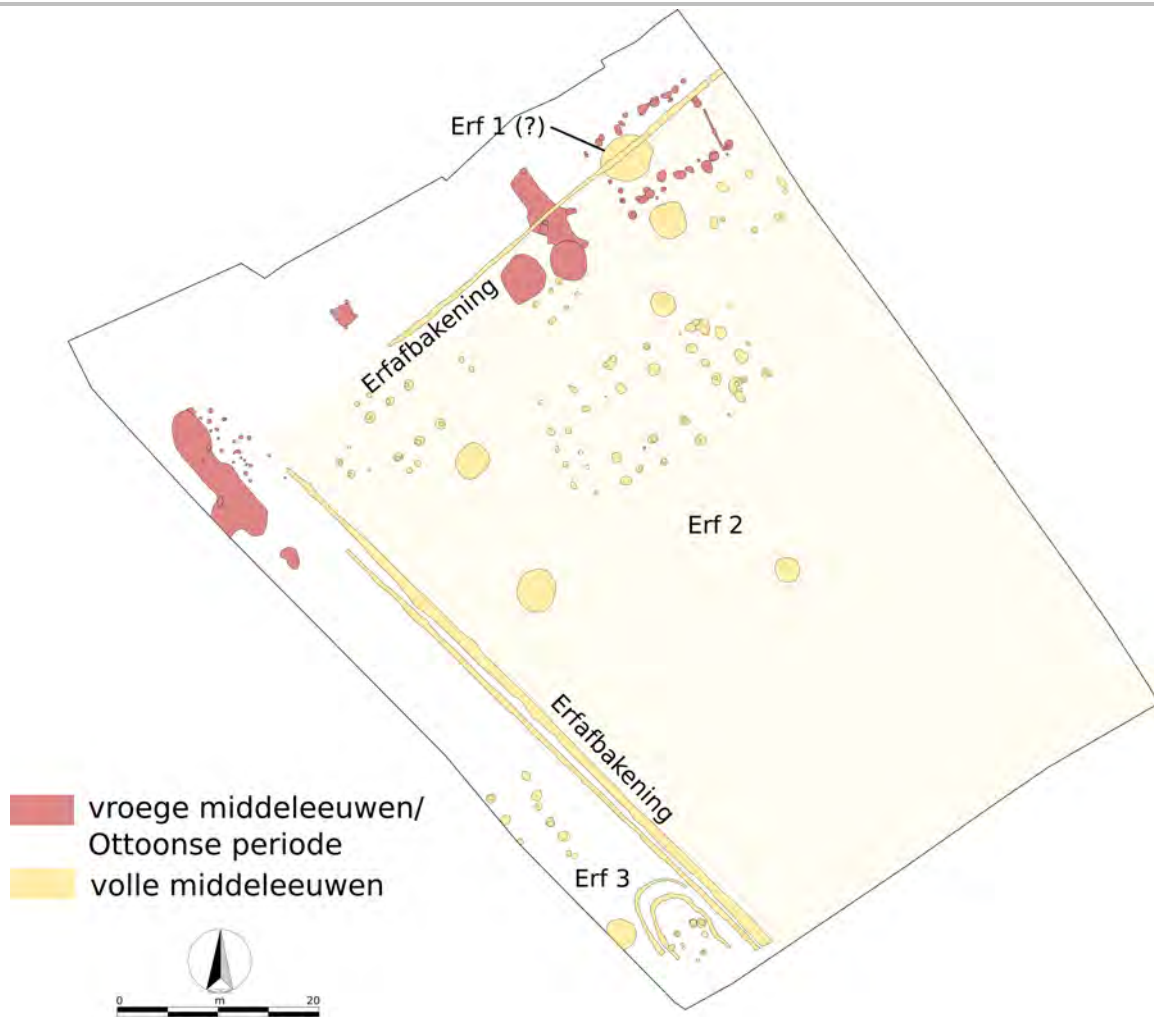 Erf 1 (?)
Erfafbakening
Erf 2
Erfafbakening
Erf 3
vroege middeleeuwen/
Ottoonse periode
volle middeleeuwen
0 m 20